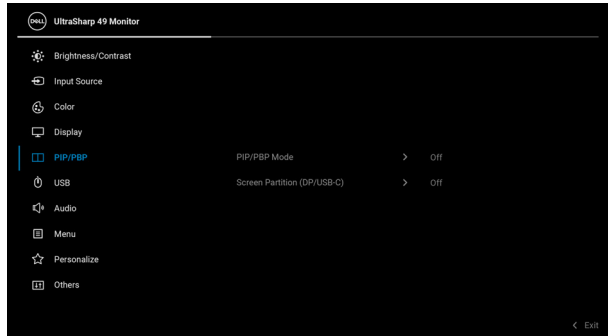 DELL UltraSharp 49 Monitor
Brightness/Contrast
Input Source
Color
Display
PIP/PBP PIP/PBP Mode > Off
USB Screen Partition (DP/USB-C) > Off
Audio
Menu
Personalize
Others
< Exit